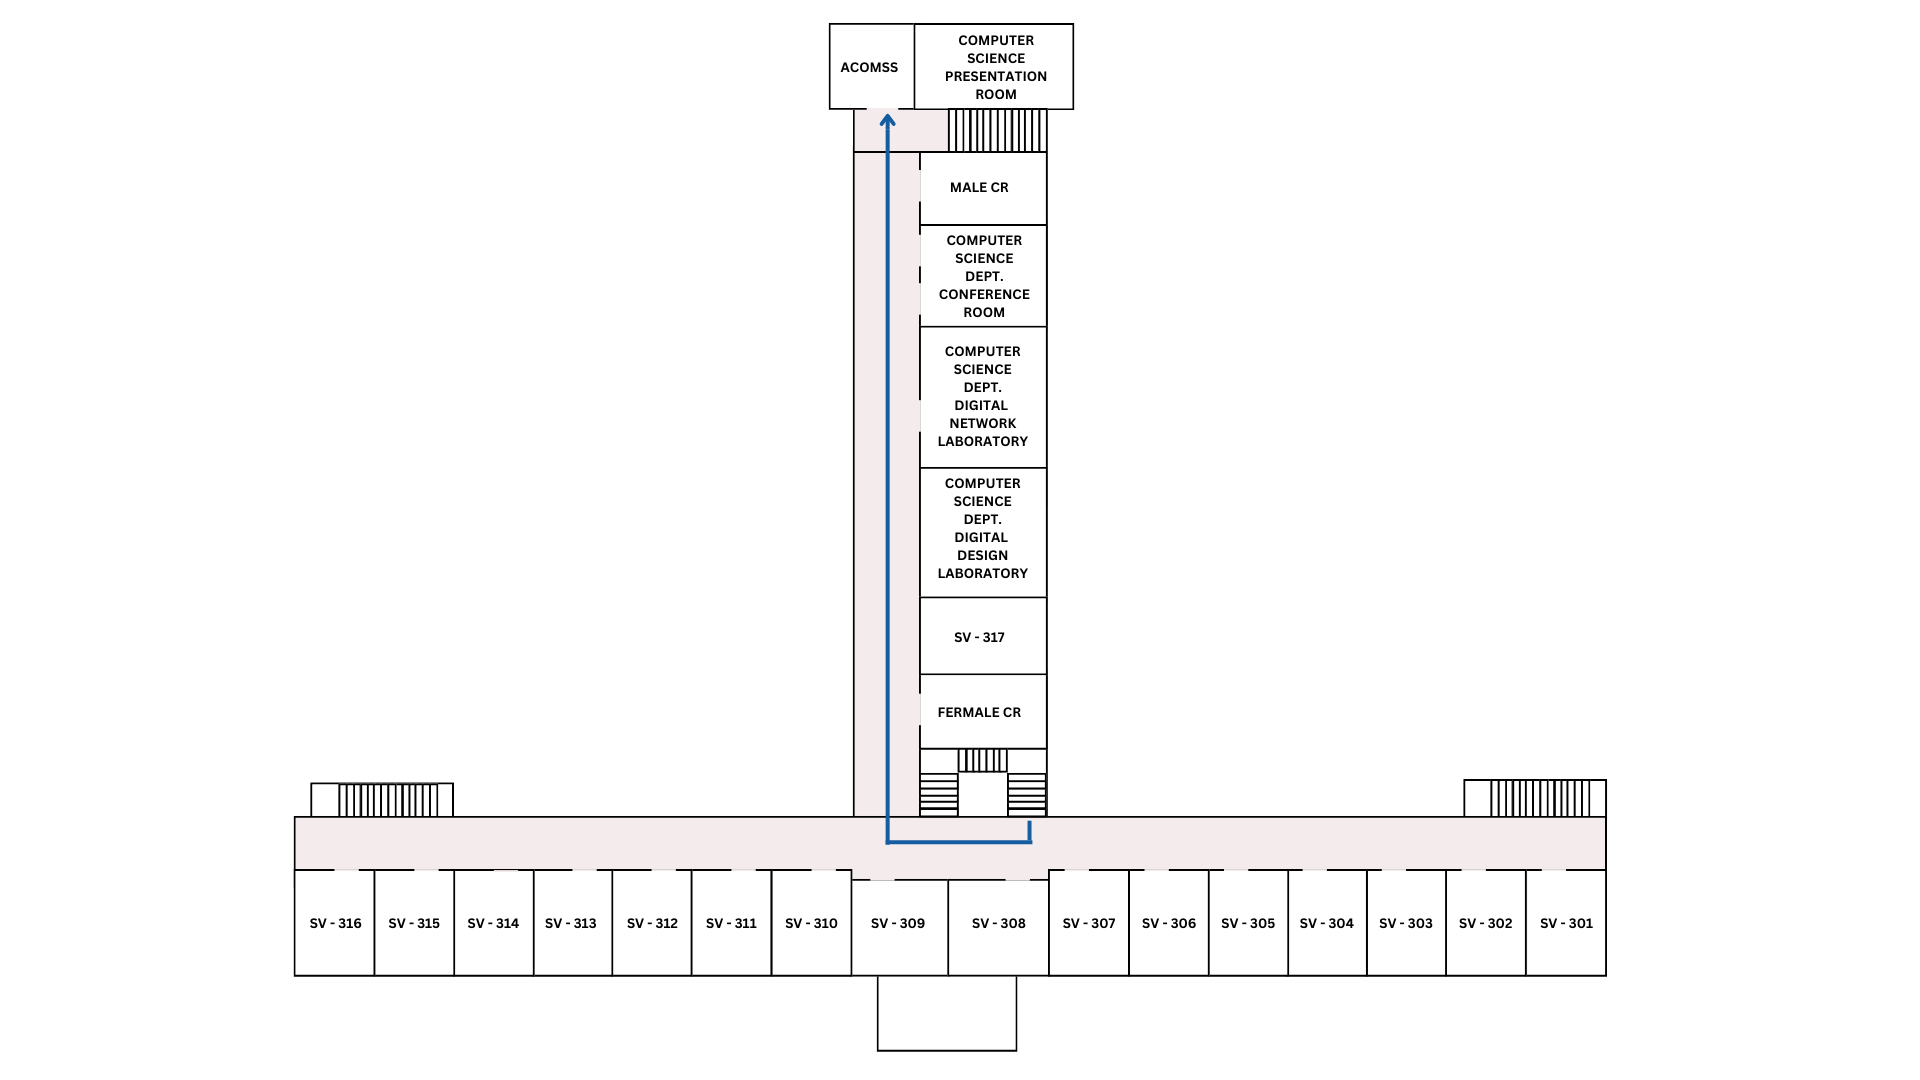 ACOMSS
COMPUTER
SCIENCE
PRESENTATION
ROOM
MALE CR
COMPUTER
SCIENCE
DEPT.
CONFERENCE
ROOM
COMPUTER
SCIENCE
DEPT.
DIGITAL
NETWORK
LABORATORY
COMPUTER
SCIENCE
DEPT.
DIGITAL
DESIGN
LABORATORY
SV - 317
FERMALE CR
SV - 316
SV - 315
SV - 314
SV - 313
SV - 312
SV - 311
SV - 310
SV - 309
SV - 308
SV - 307
SV - 306
SV - 305
SV - 304
SV - 303
SV - 302
SV - 301